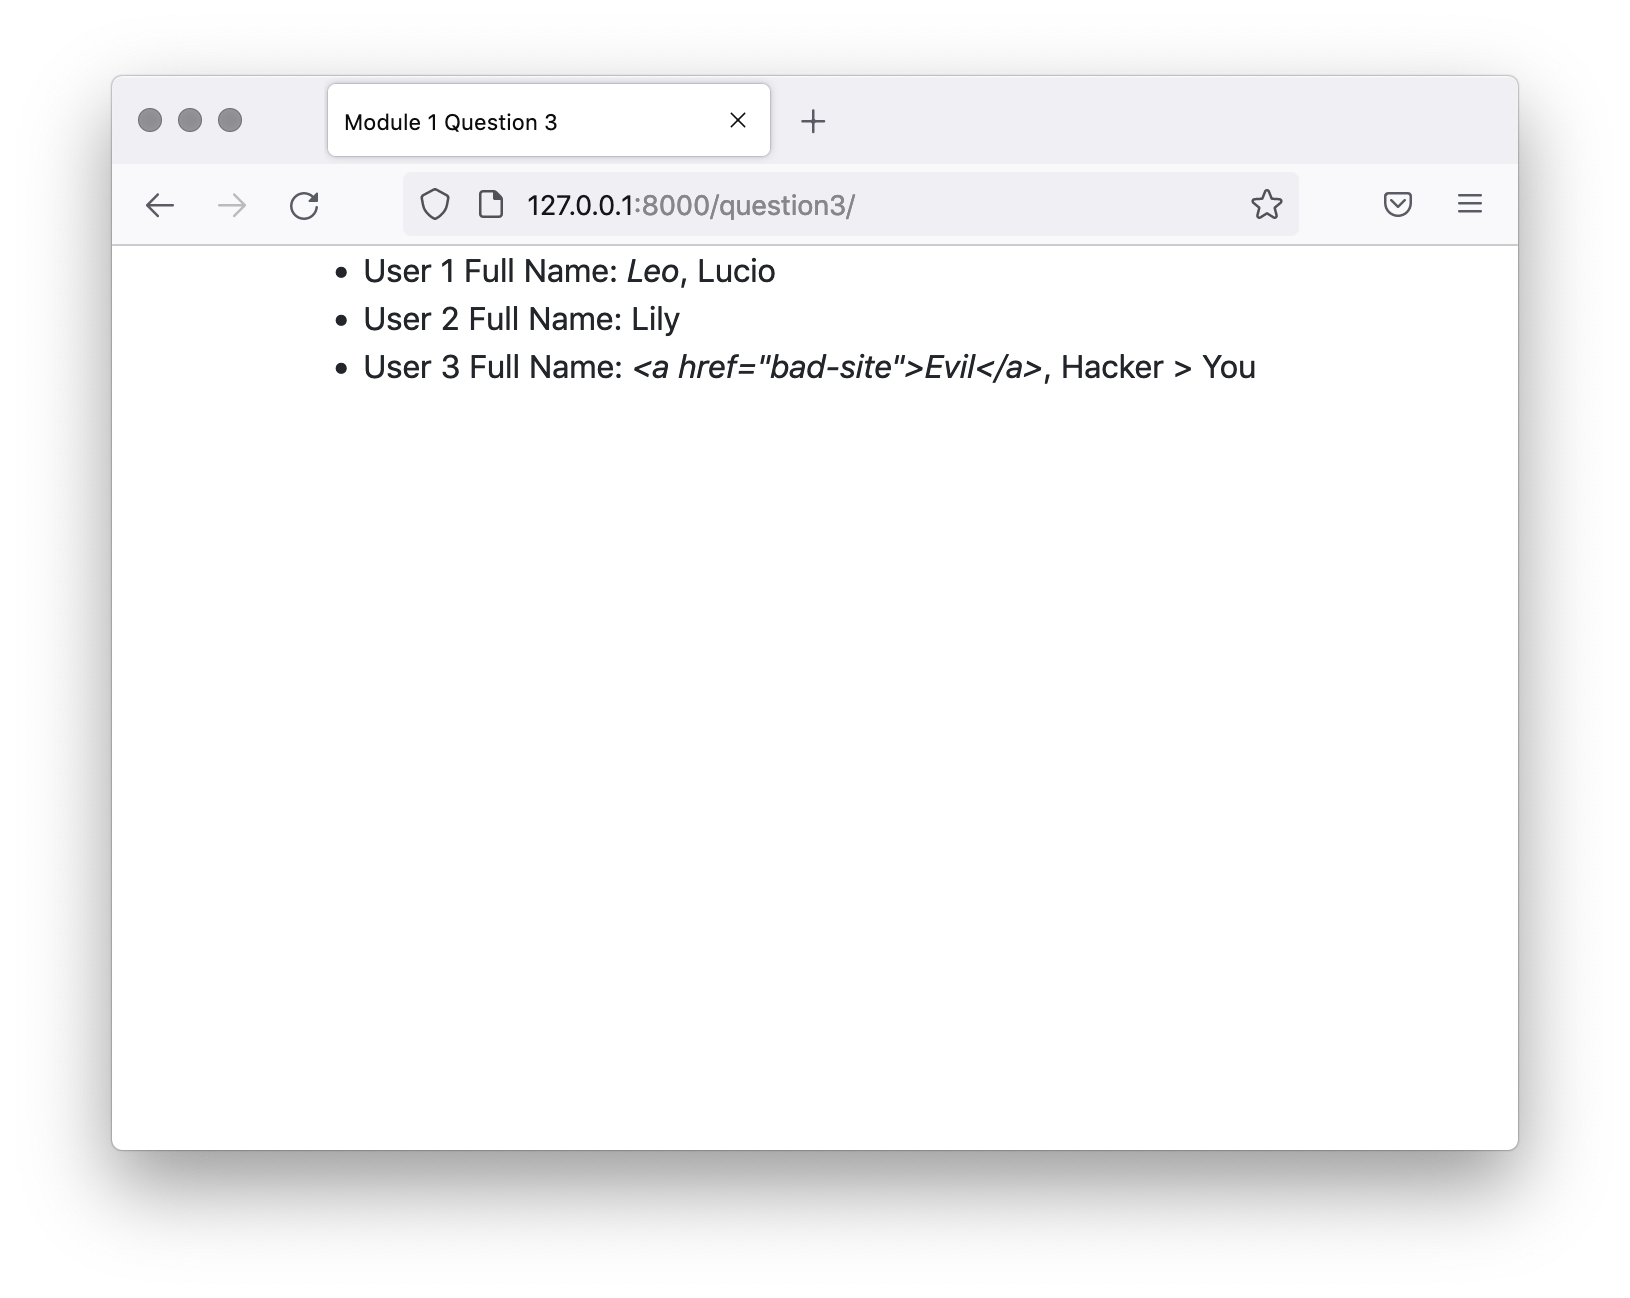 Module 1 Question 3
127.0.0.1:8000/question3/
• User 1 Full Name: Leo, Lucio
• User 2 Full Name: Lily
• User 3 Full Name: <a href="bad-site">Evil</a>, Hacker > You